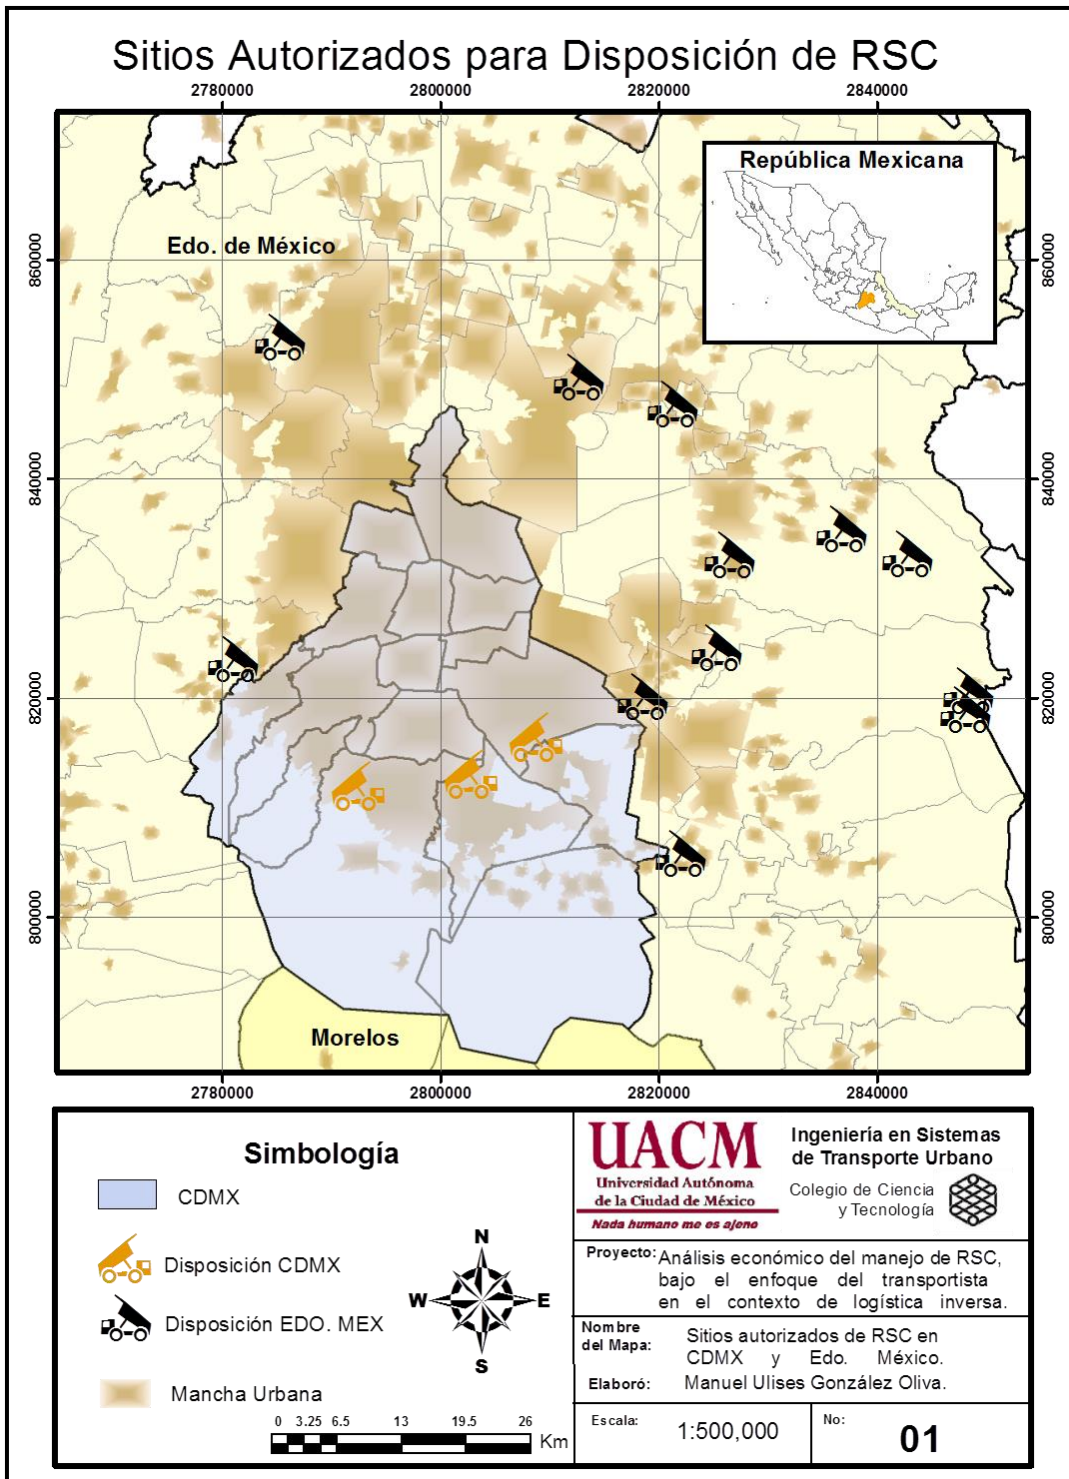 Sitios Autorizados para Disposición de RSC
2780000 2800000 2820000 2840000
República Mexicana
Edo. de México
860000 860000
840000 840000
820000 820000
800000 800000
Morelos
2780000 2800000 2820000 2840000
Simbología
CDMX
Disposición CDMX
Disposición EDO. MEX
Mancha Urbana
N
W E
S
0 3.25 6.5 13 19.5 26
Km
UACM
Universidad Autónoma
de la Ciudad de México
Nada humano me es ajeno
Ingeniería en Sistemas
de Transporte Urbano
Colegio de Ciencia
y Tecnología
Proyecto: Análisis económico del manejo de RSC,
bajo el enfoque del transportista
en el contexto de logística inversa.
Nombre
del Mapa:
Sitios autorizados de RSC en
CDMX y Edo. México.
Elaboró: Manuel Ulises González Oliva.
Escala: 1:500,000
No: 01